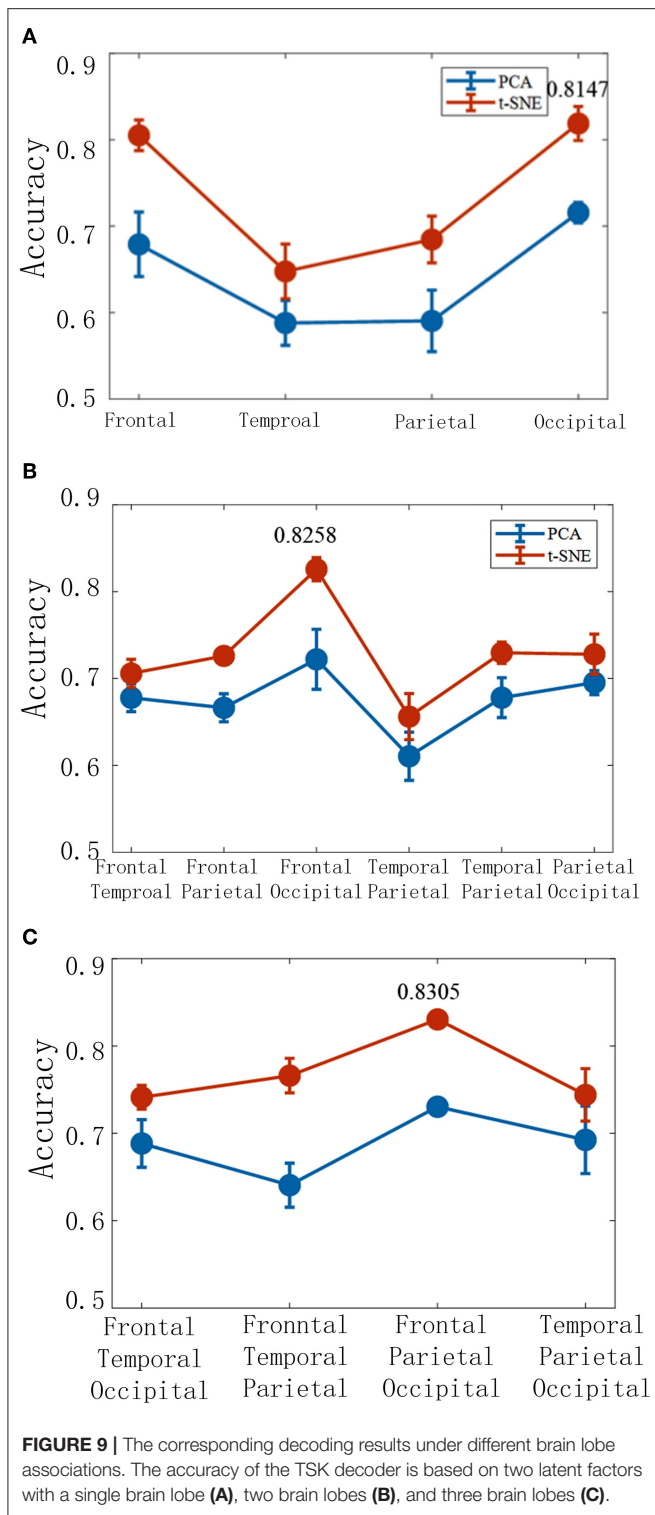 A
0.9
0.8
0.7
0.6
0.5
Accuracy
PCA
t-SNE
0.8147
Frontal Temproal Parietal Occipital
B
0.9
0.8
0.7
0.6
0.5
Accuracy
0.8258
PCA
t-SNE
Frontal Frontal Frontal Temporal Temporal Parietal
Temproal Parietal Occipital Parietal Parietal Occipital
C
0.9
0.8
0.7
0.6
0.5
Accuracy
0.8305
Frontal Fronntal Frontal Temporal
Temporal Temporal Parietal Parietal
Occipital Parietal Occipital Occipital
FIGURE 9 | The corresponding decoding results under different brain lobe
associations. The accuracy of the TSK decoder is based on two latent factors
with a single brain lobe (A), two brain lobes (B), and three brain lobes (C).